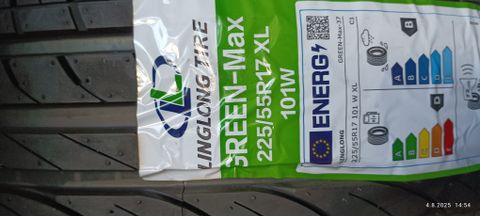 LINGLONG TIRE
GREEN-Max
225/55R17 XL
101W
ENERG
GREEN-Max-37
C1
LINGLONG
225/55R17 101 W XL
A
B
C
D
E
B
A
B
C
D
E
D
4.8.2025 14:54